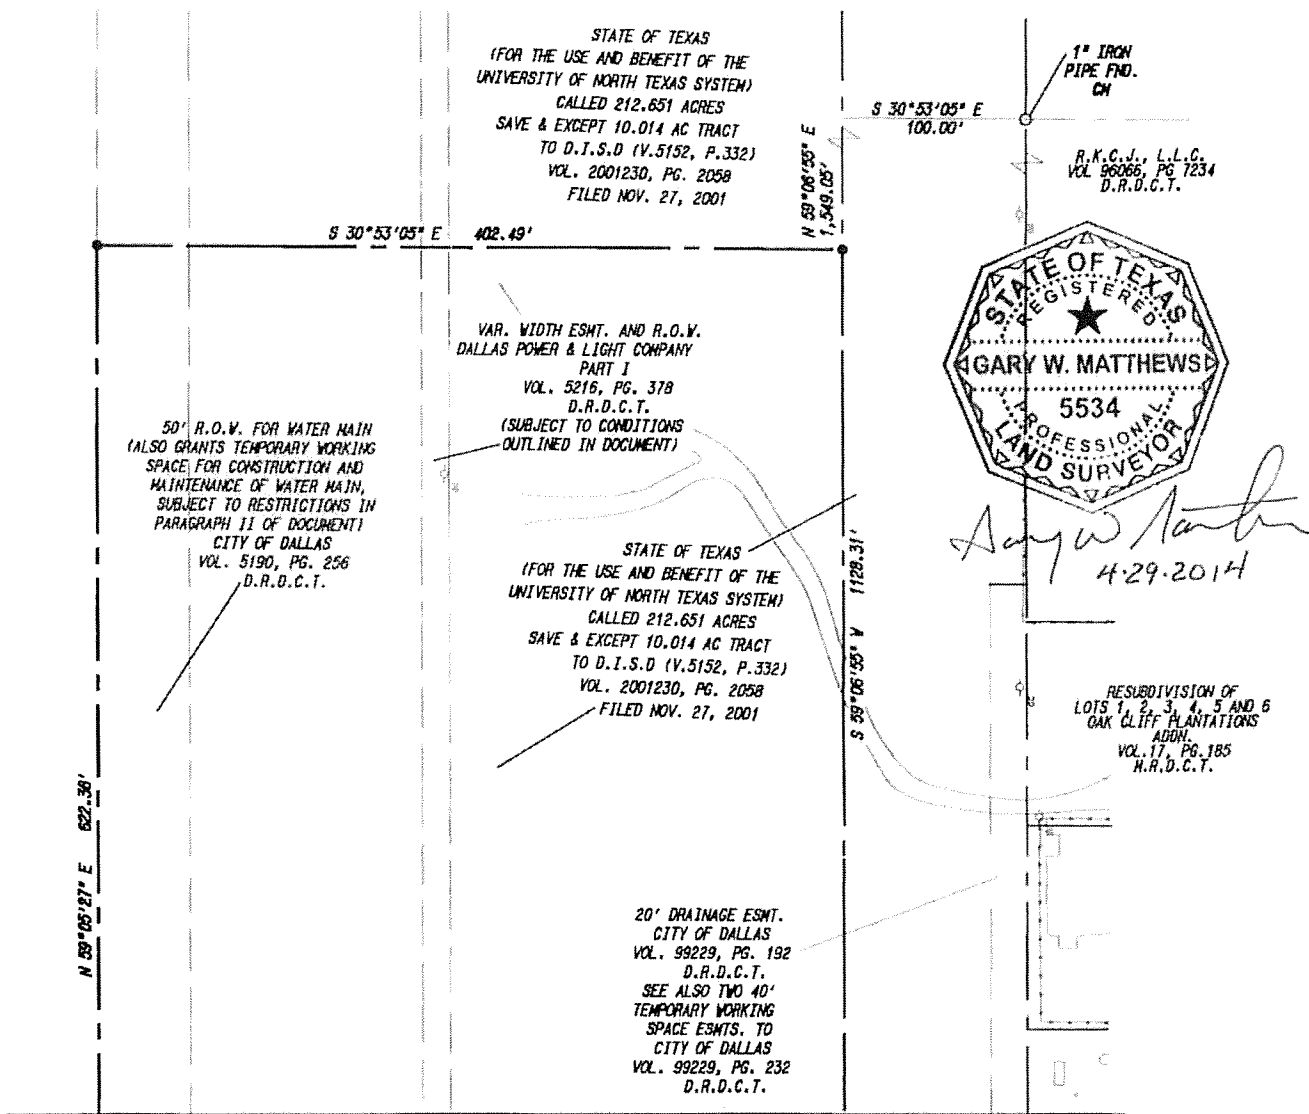 STATE OF TEXAS
(FOR THE USE AND BENEFIT OF THE
UNIVERSITY OF NORTH TEXAS SYSTEM)
CALLED 212.651 ACRES
SAVE & EXCEPT 10.014 AC TRACT
TO D.I.S.D (V.5152, P.332)
VOL. 2001230, PG. 2058
FILED NOV. 27, 2001
1" IRON
PIPE FND.
CM
S 30°53'05" E
100.00'
N 59°06'55" E
1,549.05'
R.K.C.J., L.L.C.
VOL 96066, PG 7234
D.R.D.C.T.
S 30°53'05" E 402.49'
STATE OF TEXAS
REGISTERED
GARY W. MATTHEWS
5534
PROFESSIONAL
LAND SURVEYOR
4-29-2014
VAR. WIDTH ESMT. AND R.O.W.
DALLAS POWER & LIGHT COMPANY
PART I
VOL. 5216, PG. 378
D.R.D.C.T.
(SUBJECT TO CONDITIONS
OUTLINED IN DOCUMENT)
50' R.O.W. FOR WATER MAIN
(ALSO GRANTS TEMPORARY WORKING
SPACE FOR CONSTRUCTION AND
MAINTENANCE OF WATER MAIN,
SUBJECT TO RESTRICTIONS IN
PARAGRAPH II OF DOCUMENT)
CITY OF DALLAS
VOL. 5190, PG. 256
D.R.D.C.T.
STATE OF TEXAS
(FOR THE USE AND BENEFIT OF THE
UNIVERSITY OF NORTH TEXAS SYSTEM)
CALLED 212.651 ACRES
SAVE & EXCEPT 10.014 AC TRACT
TO D.I.S.D (V.5152, P.332)
VOL. 2001230, PG. 2058
FILED NOV. 27, 2001
S 59°06'55" W 1128.31'
RESUBDIVISION OF
LOTS 1, 2, 3, 4, 5 AND 6
OAK CLIFF PLANTATIONS
ADDN.
VOL.17, PG.185
M.R.D.C.T.
N 59°05'27" E 622.38'
20' DRAINAGE ESMT.
CITY OF DALLAS
VOL. 99229, PG. 192
D.R.D.C.T.
SEE ALSO TWO 40'
TEMPORARY WORKING
SPACE ESMTS. TO
CITY OF DALLAS
VOL. 99229, PG. 232
D.R.D.C.T.